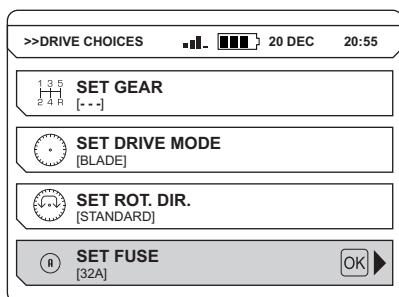 >>DRIVE CHOICES 20 DEC 20:55
1 3 5
2 4 R
SET GEAR
[- - -]
SET DRIVE MODE
[BLADE]
SET ROT. DIR.
[STANDARD]
A
SET FUSE
[32A]
OK